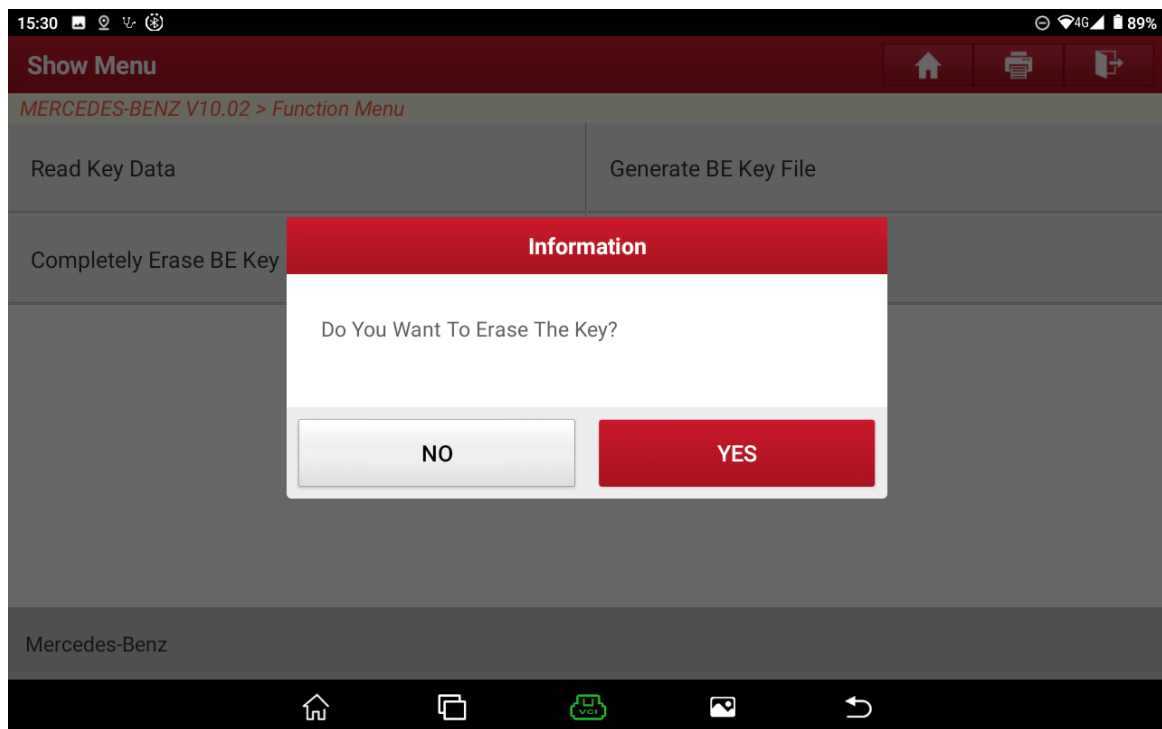 15:30 4G 89%
Show Menu
MERCEDES-BENZ V10.02 > Function Menu
Read Key Data Generate BE Key File
Completely Erase BE Key
Information
Do You Want To Erase The Key?
NO YES
Mercedes-Benz
VCI